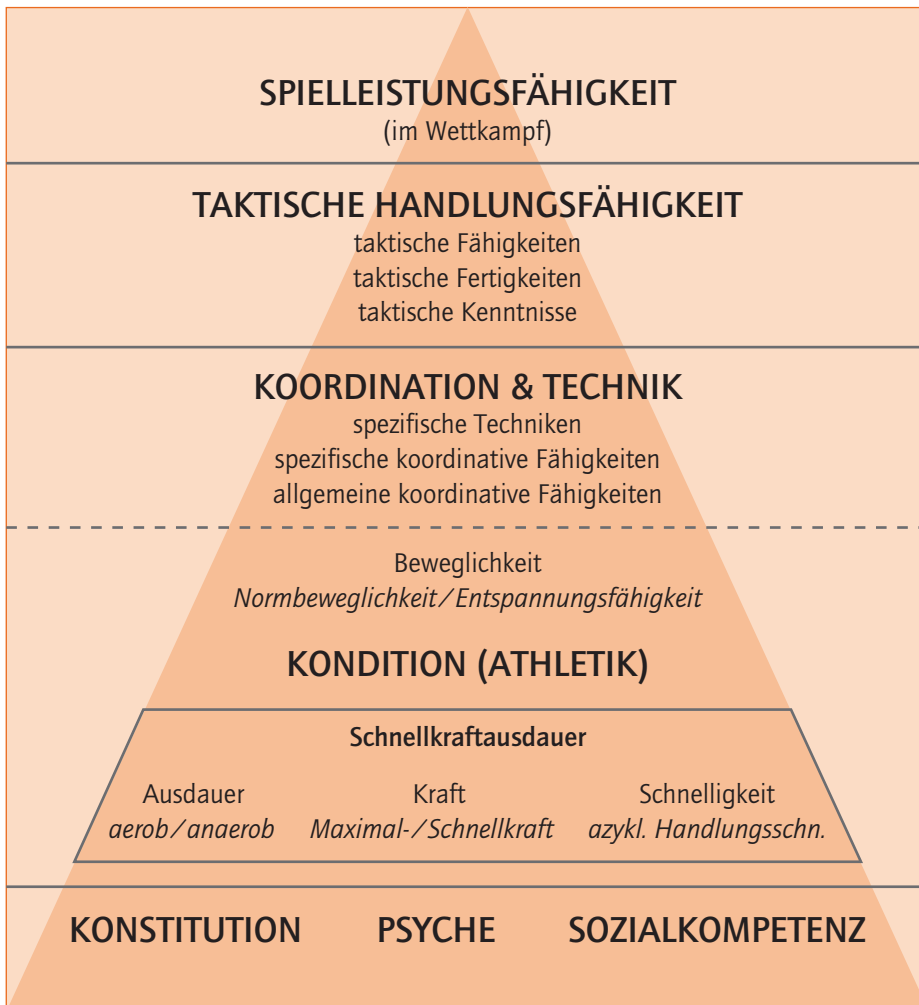 SPIELLEISTUNGSFÄHIGKEIT
(im Wettkampf)
TAKTISCHE HANDLUNGSFÄHIGKEIT
taktische Fähigkeiten
taktische Fertigkeiten
taktische Kenntnisse
KOORDINATION & TECHNIK
spezifische Techniken
spezifische koordinative Fähigkeiten
allgemeine koordinative Fähigkeiten
Beweglichkeit
Normbeweglichkeit/Entspannungsfähigkeit
KONDITION (ATHLETIK)
Schnellkraftausdauer
Ausdauer Kraft Schnelligkeit
aerob/anaerob Maximal-/Schnellkraft azykl. Handlungsschn.
KONSTITUTION PSYCHE SOZIALKOMPETENZ